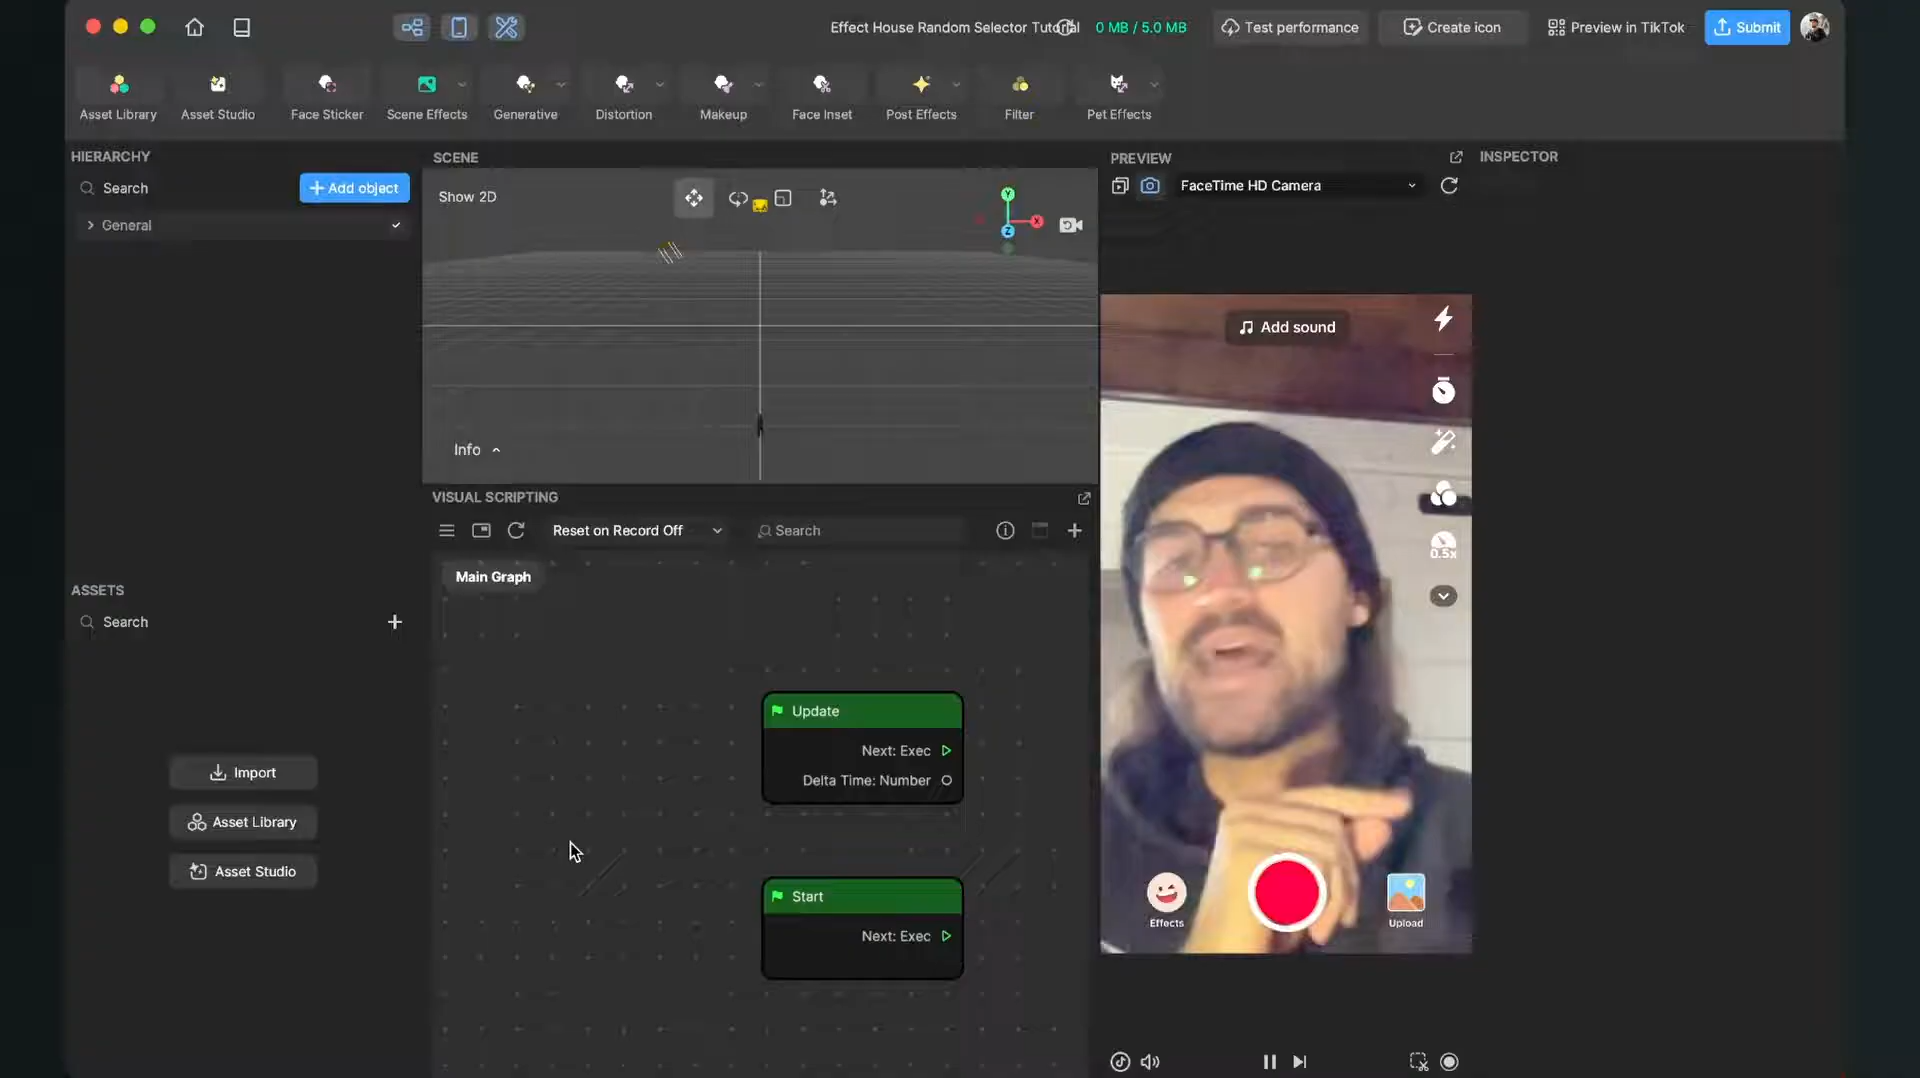 Effect House Random Selector Tutorial
0 MB / 5.0 MB
Test performance
Create icon
Preview in TikTok
Submit
Asset Library
Asset Studio
Face Sticker
Scene Effects
Generative
Distortion
Makeup
Face Inset
Post Effects
Filter
Pet Effects
HIERARCHY
Search
Add object
General
SCENE
Show 2D
Y
X
Z
Info
PREVIEW
FaceTime HD Camera
INSPECTOR
Add sound
0.5x
Effects
Upload
VISUAL SCRIPTING
Reset on Record Off
Search
Main Graph
Update
Next: Exec
Delta Time: Number
Start
Next: Exec
ASSETS
Search
Import
Asset Library
Asset Studio